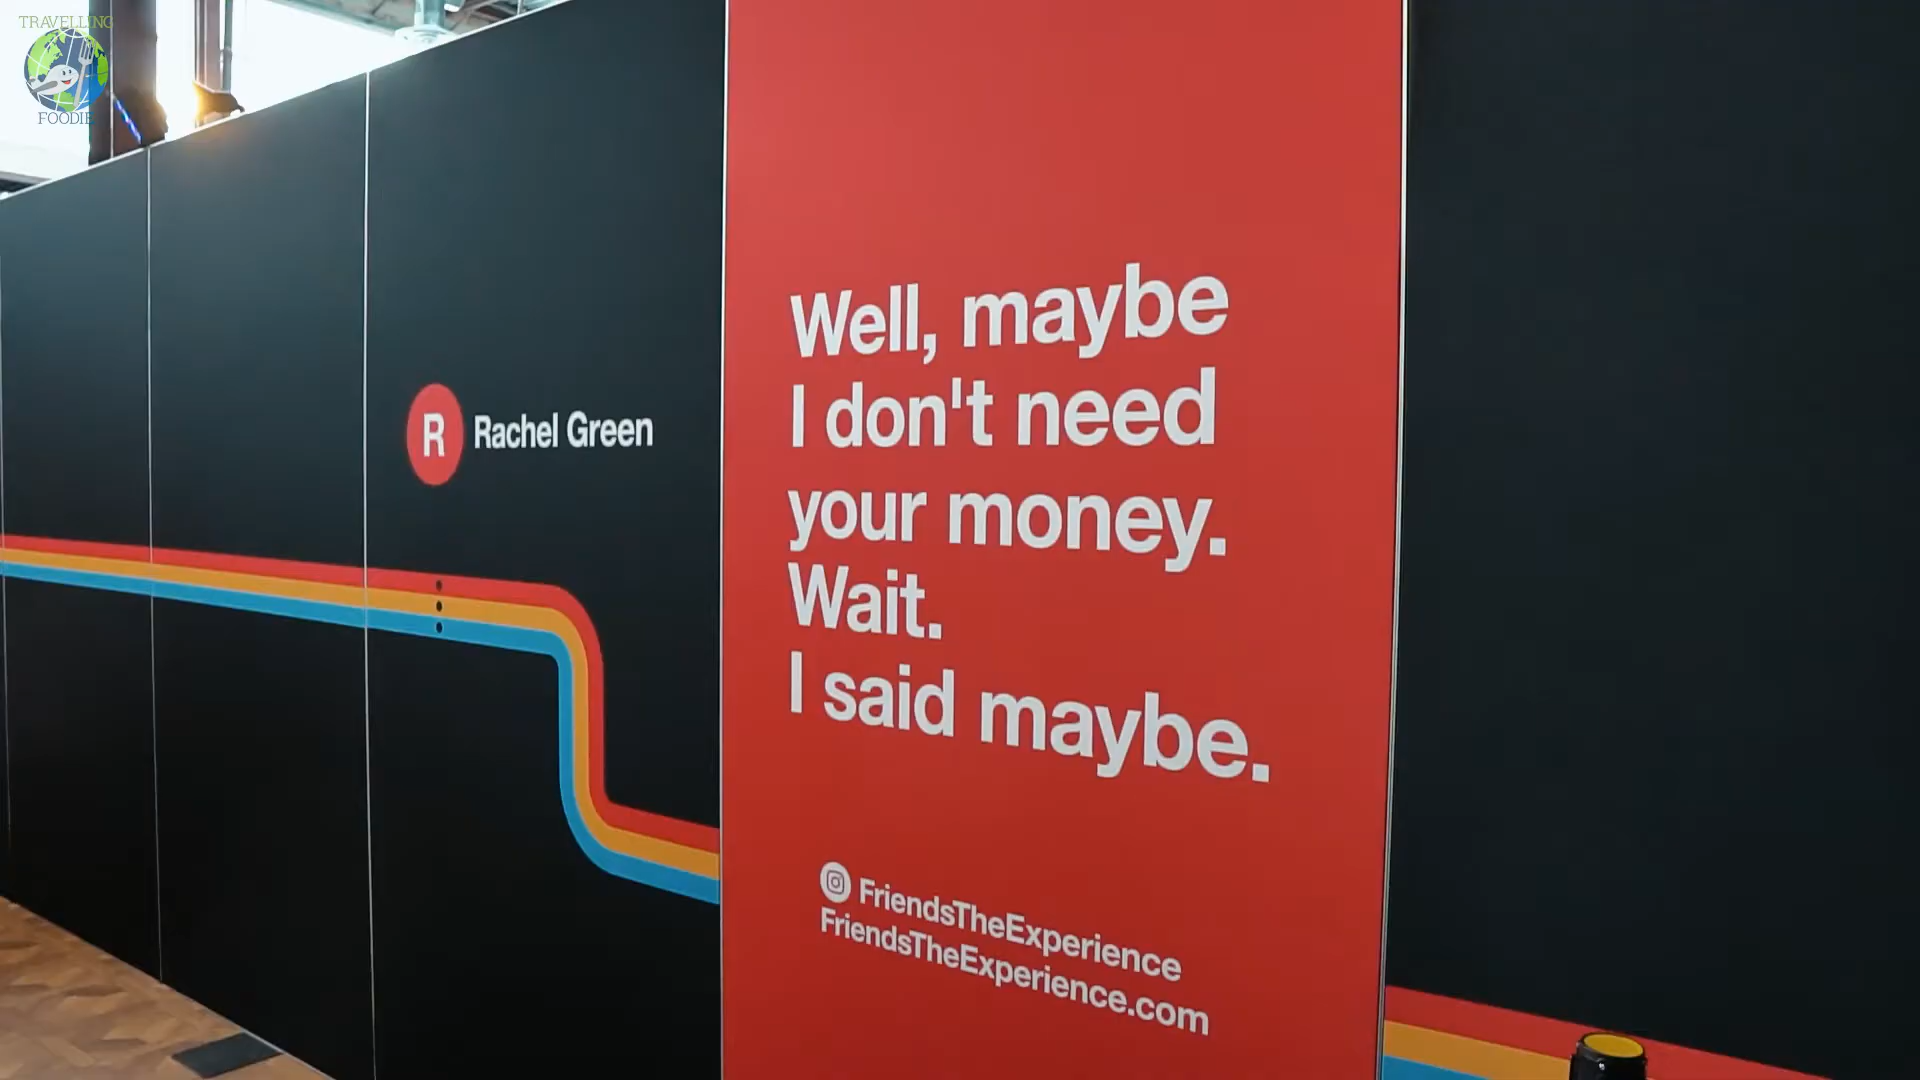 TRAVELLING
FOODIE
R
Rachel Green
Well, maybe
I don't need
your money.
Wait.
I said maybe.
FriendsTheExperience
FriendsTheExperience.com